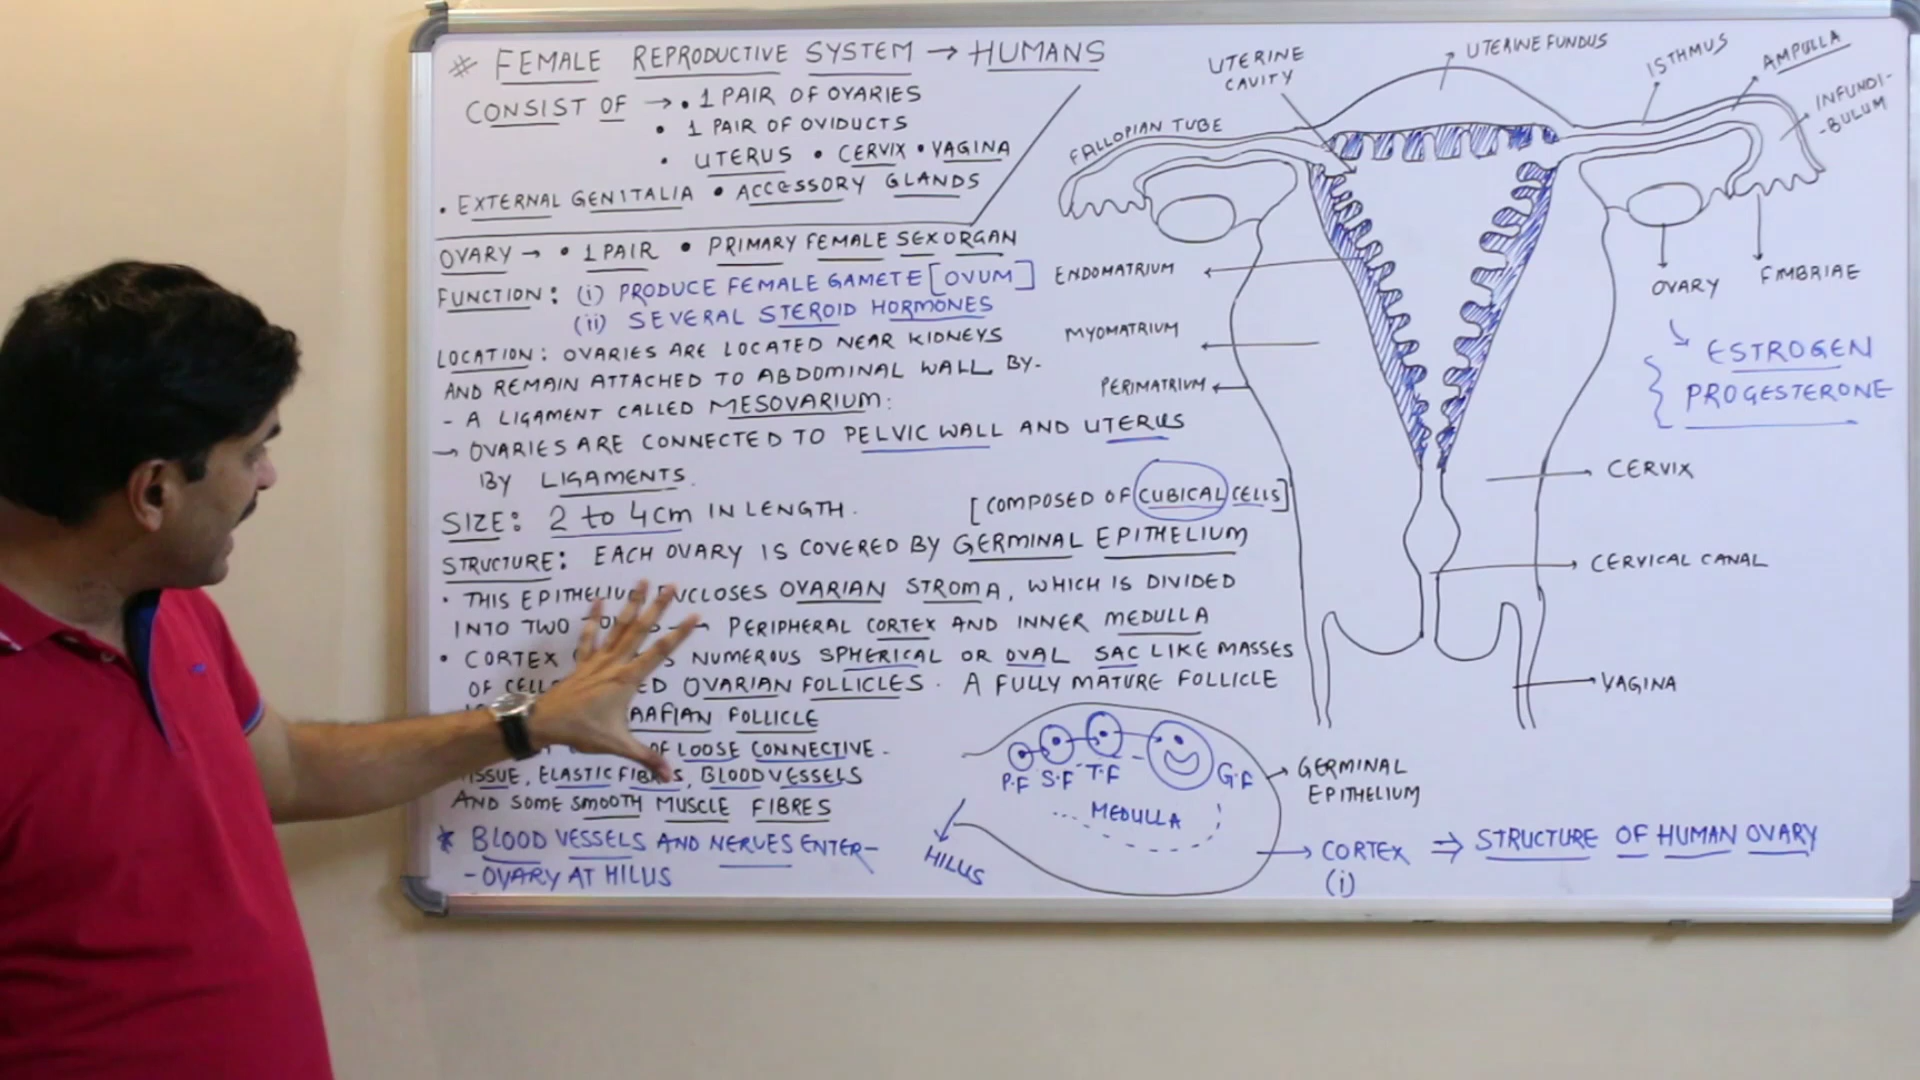 # FEMALE REPRODUCTIVE SYSTEM → HUMANS
CONSIST OF → • 1 PAIR OF OVARIES
• 1 PAIR OF OVIDUCTS
• UTERUS • CERVIX • VAGINA
• EXTERNAL GENITALIA • ACCESSORY GLANDS
OVARY → • 1 PAIR • PRIMARY FEMALE SEX ORGAN
FUNCTION: (i) PRODUCE FEMALE GAMETE [OVUM]
(ii) SEVERAL STEROID HORMONES
LOCATION: OVARIES ARE LOCATED NEAR KIDNEYS
AND REMAIN ATTACHED TO ABDOMINAL WALL BY-
- A LIGAMENT CALLED MESOVARIUM:
→ OVARIES ARE CONNECTED TO PELVIC WALL AND UTERUS
BY LIGAMENTS.
SIZE: 2 to 4cm IN LENGTH.
[COMPOSED OF CUBICAL CELLS]
STRUCTURE: EACH OVARY IS COVERED BY GERMINAL EPITHELIUM
• THIS EPITHELIUM ENCLOSES OVARIAN STROMA, WHICH IS DIVIDED
INTO TWO → PERIPHERAL CORTEX AND INNER MEDULLA
• CORTEX NUMEROUS SPHERICAL OR OVAL SAC LIKE MASSES
OF OVARIAN FOLLICLES. A FULLY MATURE FOLLICLE
FOLLICLE
OF LOOSE CONNECTIVE-
TISSUE, ELASTIC FIBRES, BLOOD VESSELS
AND SOME SMOOTH MUSCLE FIBRES
* BLOOD VESSELS AND NERVES ENTER-
-OVARY AT HILUS
UTERINE
CAVITY
UTERINE FUNDUS
ISTHMUS
AMPULLA
INFUNDI-
-BULUM
FALLOPIAN TUBE
ENDOMATRIUM
MYOMATRIUM
PERIMATRIUM
OVARY
FIMBRIAE
ESTROGEN
PROGESTERONE
CERVIX
CERVICAL CANAL
VAGINA
P.F S.F T.F G.F
MEDULLA
HILUS
GERMINAL
EPITHELIUM
CORTEX ⇒ STRUCTURE OF HUMAN OVARY
(i)